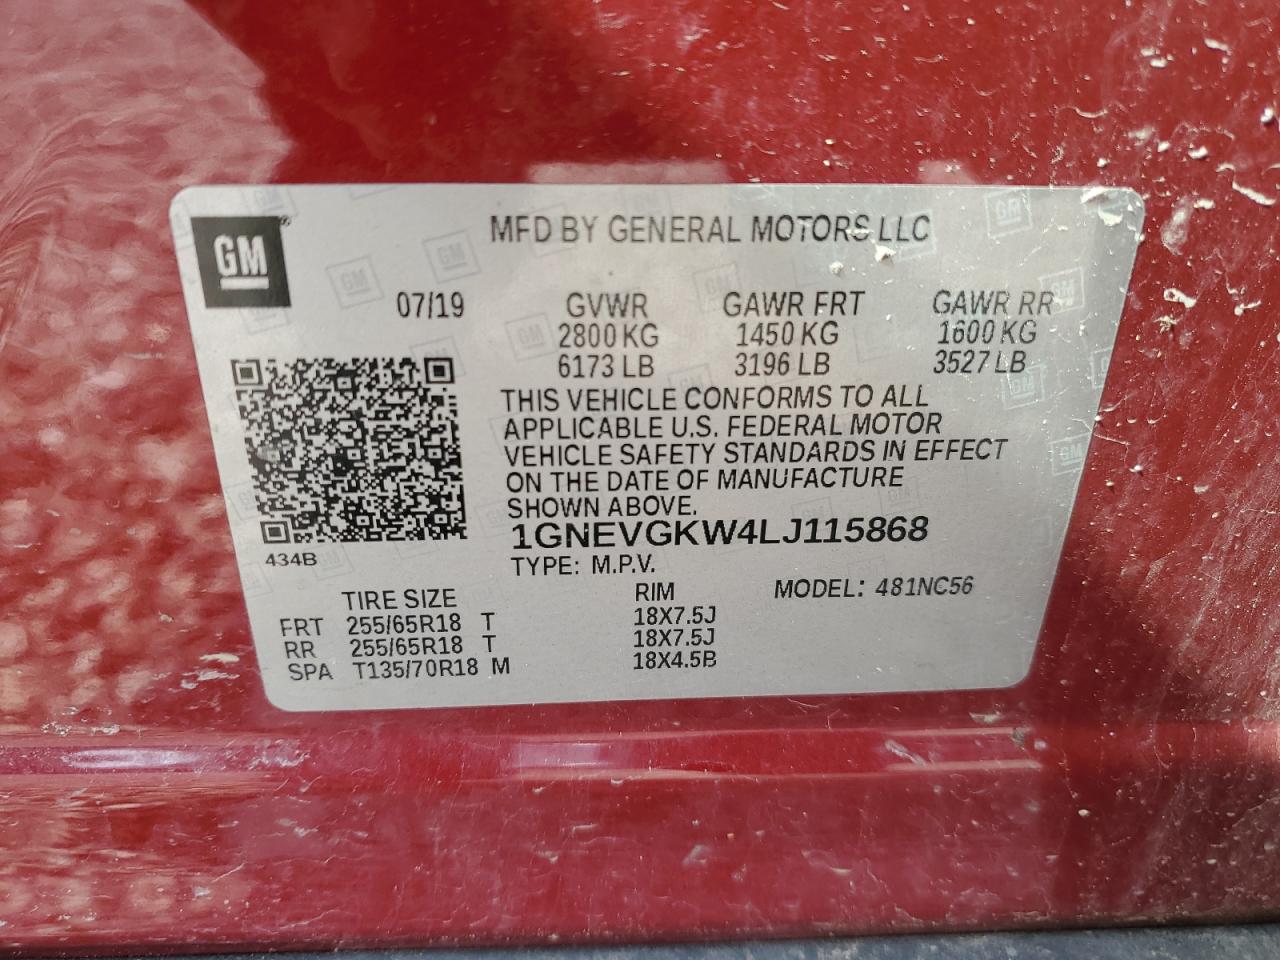 GM®
MFD BY GENERAL MOTORS LLC
07/19 GVWR GAWR FRT GAWR RR
2800 KG 1450 KG 1600 KG
6173 LB 3196 LB 3527 LB
THIS VEHICLE CONFORMS TO ALL
APPLICABLE U.S. FEDERAL MOTOR
VEHICLE SAFETY STANDARDS IN EFFECT
ON THE DATE OF MANUFACTURE
SHOWN ABOVE.
1GNEVGKW4LJ115868
434B
TYPE: M.P.V.
TIRE SIZE RIM MODEL: 481NC56
FRT 255/65R18 T 18X7.5J
RR 255/65R18 T 18X7.5J
SPA T135/70R18 M 18X4.5B